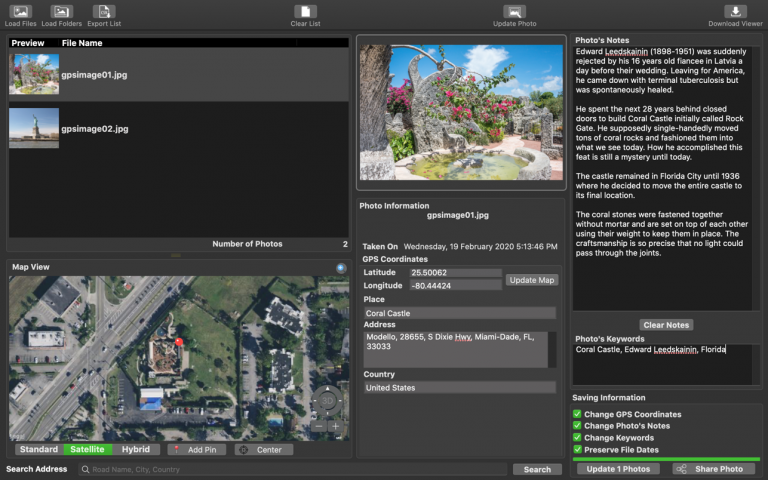 Load Files
Load Folders
Export List
Clear List
Update Photo
Download Viewer
Preview
File Name
gpsimage01.jpg
gpsimage02.jpg
Number of Photos
2
Map View
3D
Standard
Satellite
Hybrid
Add Pin
Center
Search Address
Road Name, City, Country
Search
Photo Information
gpsimage01.jpg
Taken On Wednesday, 19 February 2020 5:13:46 PM
GPS Coordinates
Latitude
25.50062
Longitude
-80.44424
Update Map
Place
Coral Castle
Address
Modello, 28655, S Dixie Hwy, Miami-Dade, FL,
33033
Country
United States
Photo's Notes
Edward Leedskainin (1898-1951) was suddenly
rejected by his 16 years old fiancee in Latvia a
day before their wedding. Leaving for America,
he came down with terminal tuberculosis but
was spontaneously healed.
He spent the next 28 years behind closed
doors to build Coral Castle initially called Rock
Gate. He supposedly single-handedly moved
tons of coral rocks and fashioned them into
what we see today. How he accomplished this
feat is still a mystery until today.
The castle remained in Florida City until 1936
where he decided to move the entire castle to
its final location.
The coral stones were fastened together
without mortar and are set on top of each other
using their weight to keep them in place. The
craftsmanship is so precise that no light could
pass through the joints.
Clear Notes
Photo's Keywords
Coral Castle, Edward Leedskainin, Florida
Saving Information
Change GPS Coordinates
Change Photo's Notes
Change Keywords
Preserve File Dates
Update 1 Photos
Share Photo